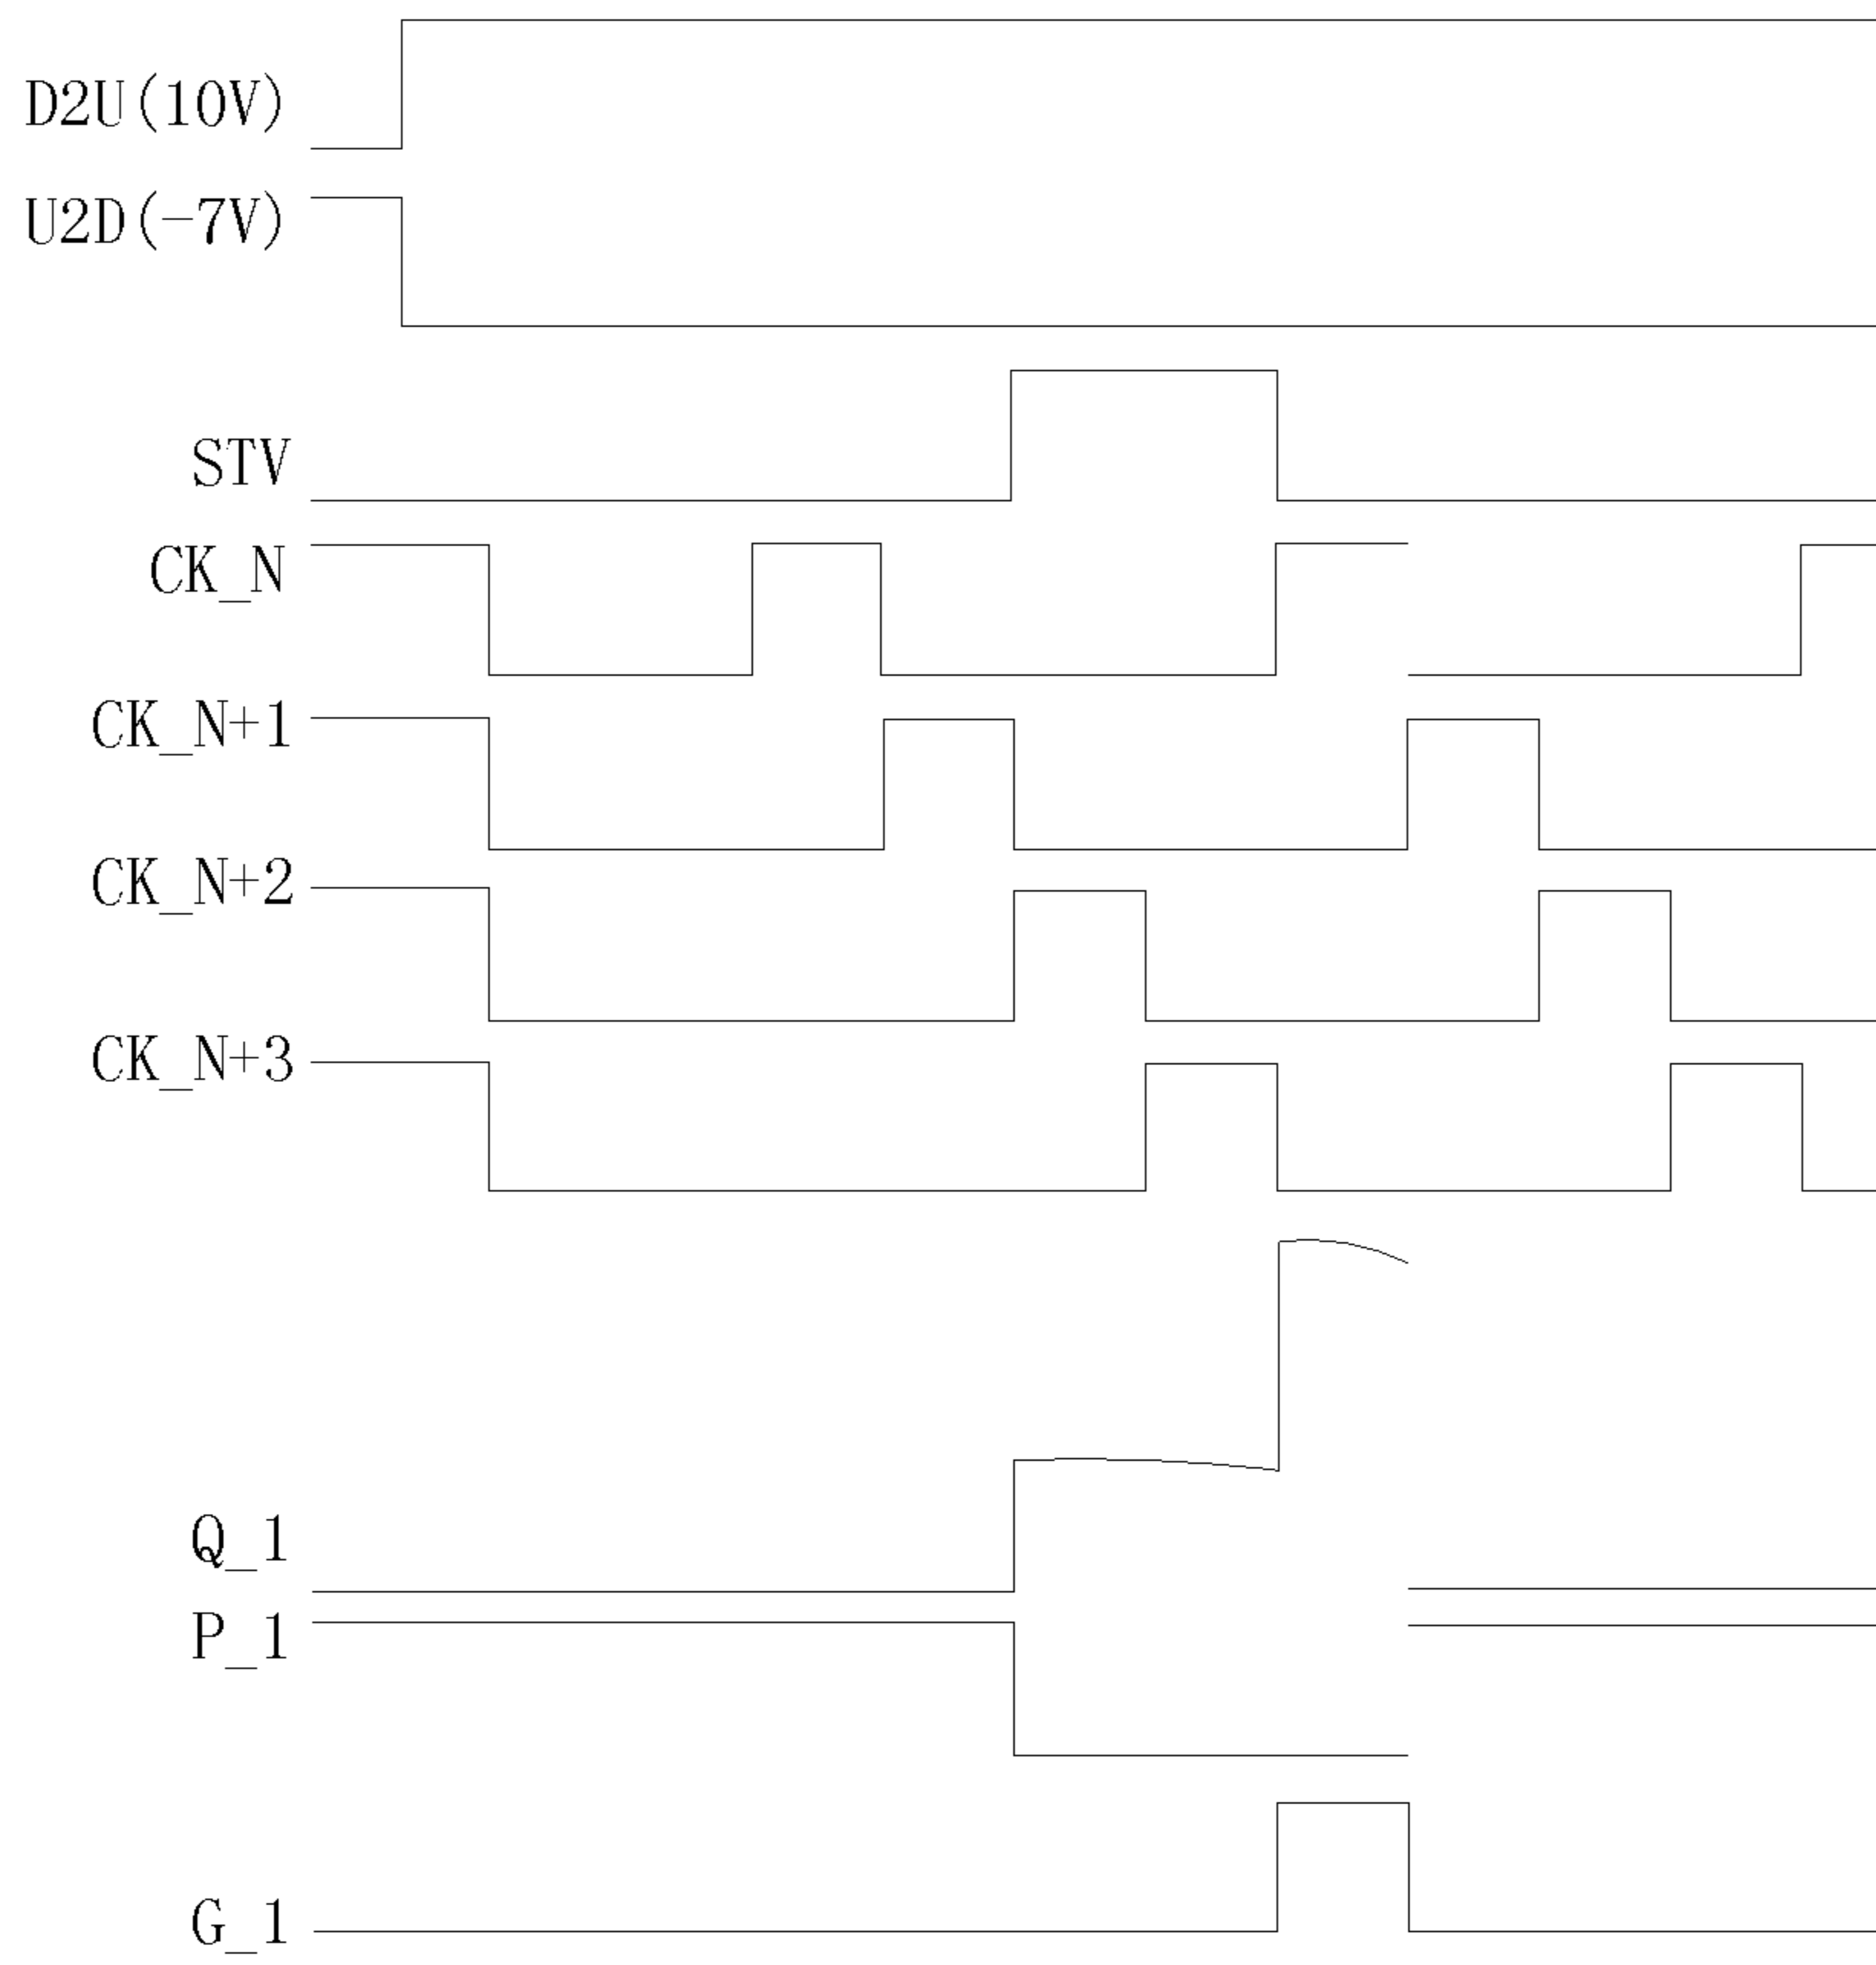 D2U(10V)
U2D(-7V)
STV
CK_N
CK_N+1
CK_N+2
CK_N+3
Q_1
P_1
G_1